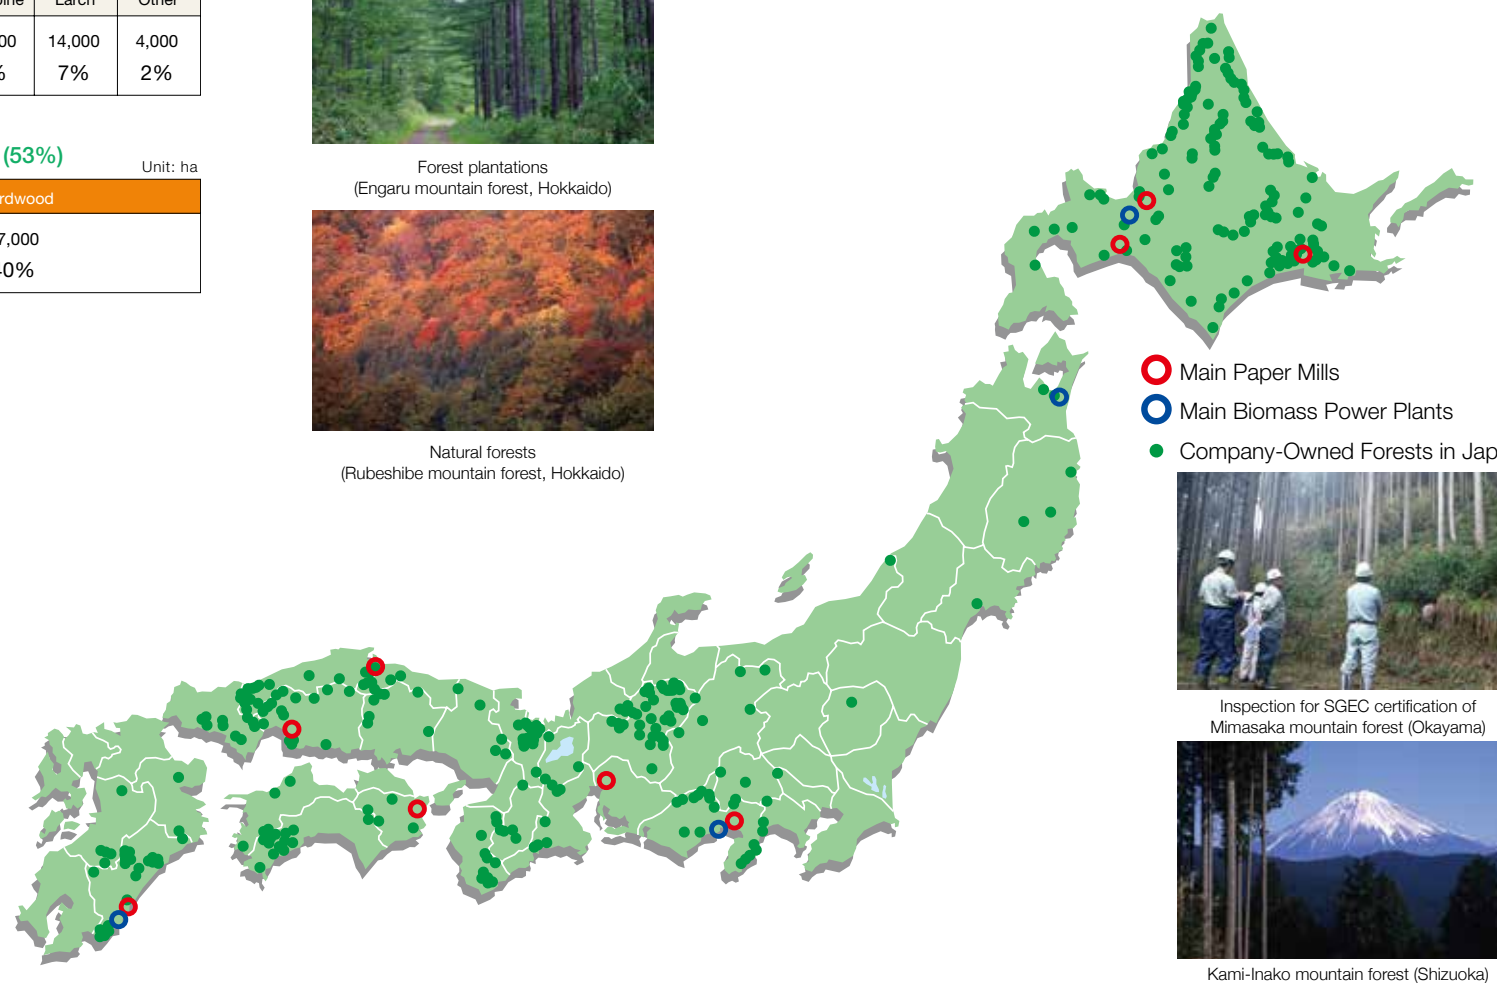 Larch Other
14,000 4,000
7% 2%
(53%)
Unit: ha
7,000
Forest plantations
(Engaru mountain forest, Hokkaido)
Natural forests
(Rubeshibe mountain forest, Hokkaido)
Main Paper Mills
Main Biomass Power Plants
Company-Owned Forests in
Inspection for SGEC certification of
Mimasaka mountain forest (Okayama)
Kami-Inako mountain forest (Shizuoka)